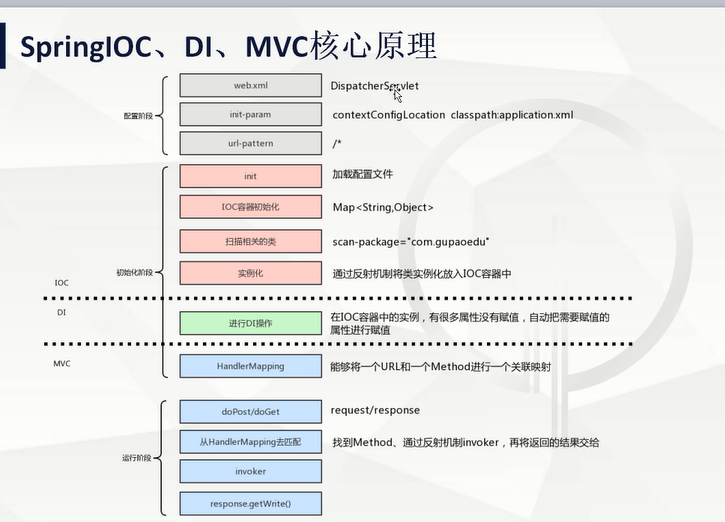 SpringIOC、DI、MVC核心原理
配置阶段
web.xml DispatcherServlet
init-param contextConfigLocation classpath:application.xml
url-pattern /*
初始化阶段
init 加载配置文件
IOC容器初始化 Map<String,Object>
扫描相关的类 scan-package="com.gupaoedu"
实例化 通过反射机制将类实例化放入IOC容器中
IOC
DI
进行DI操作 在IOC容器中的实例，有很多属性没有赋值，自动把需要赋值的
属性进行赋值
MVC
HandlerMapping 能够将一个URL和一个Method进行一个关联映射
运行阶段
doPost/doGet request/response
从HandlerMapping去匹配 找到Method、通过反射机制invoker，再将返回的结果交给
invoker
response.getWrite()